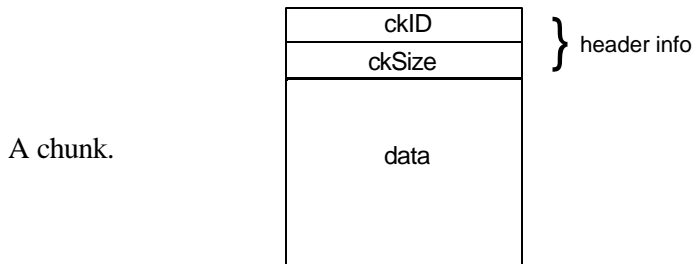 ckID
ckSize
} header info
A chunk.
data